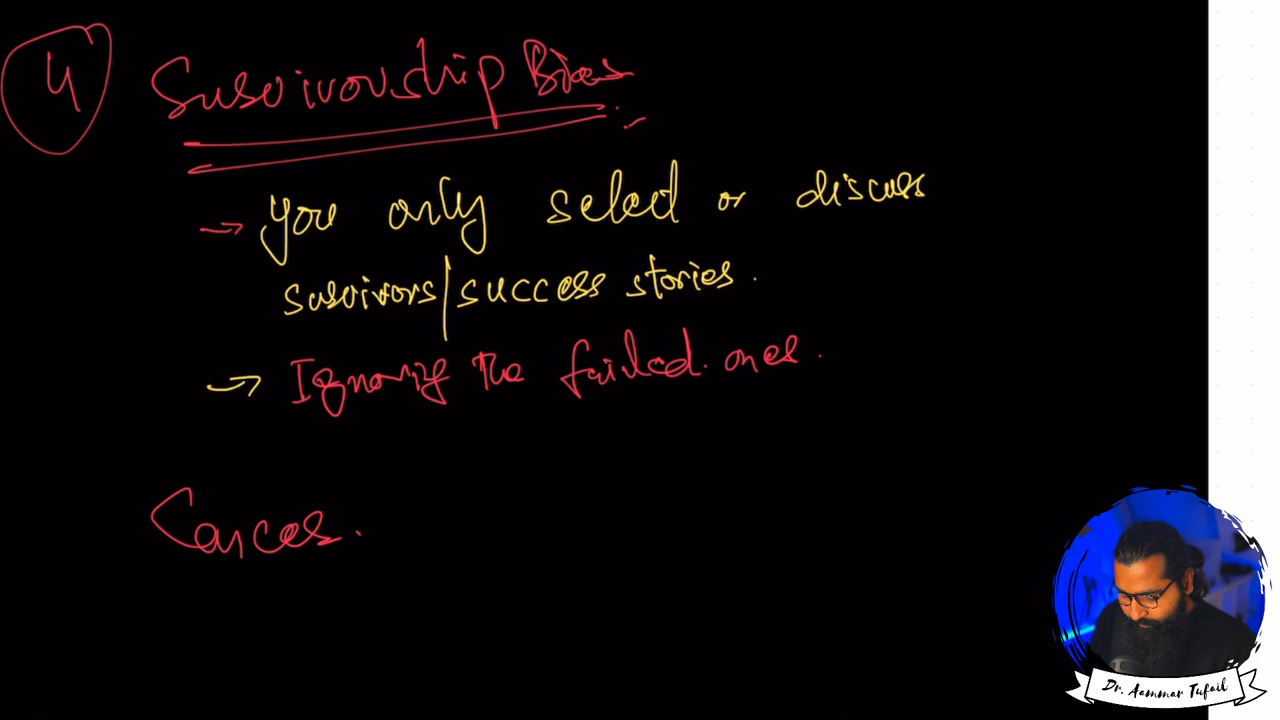 4 Survivorship Bias
→ you only select or discuss
survivors/success stories.
→ Ignoring the failed ones.
Cancer.
Dr. Aammar Tufail